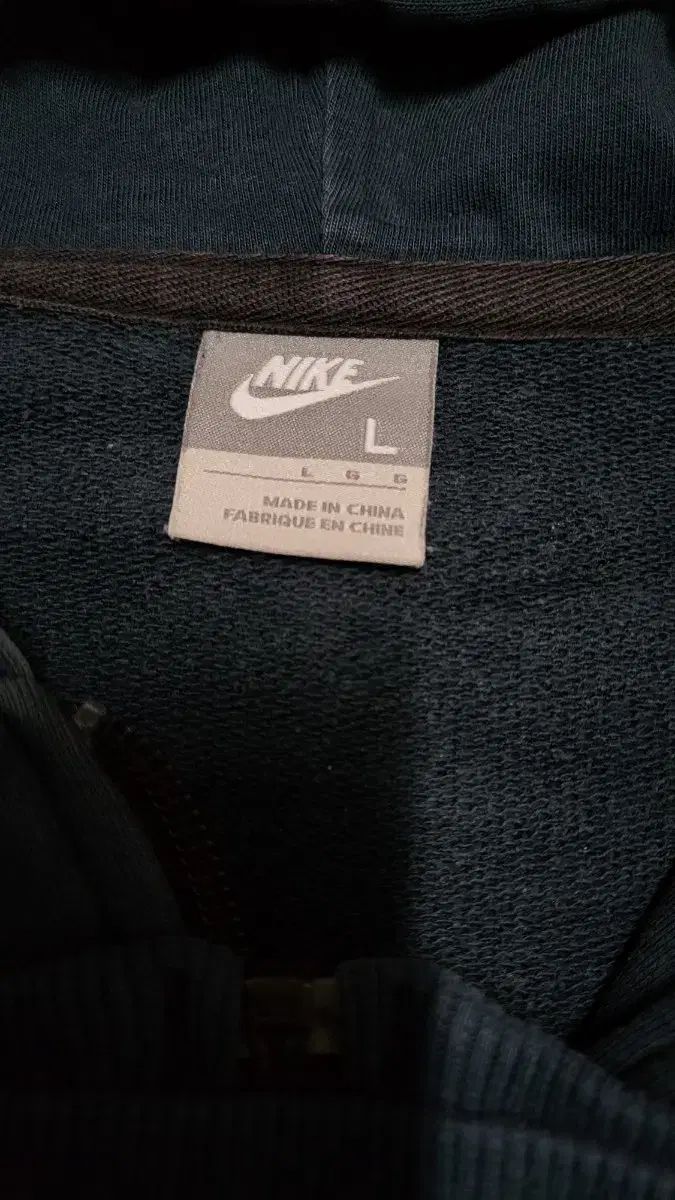 NIKE
L
L G G
MADE IN CHINA
FABRIQUE EN CHINE